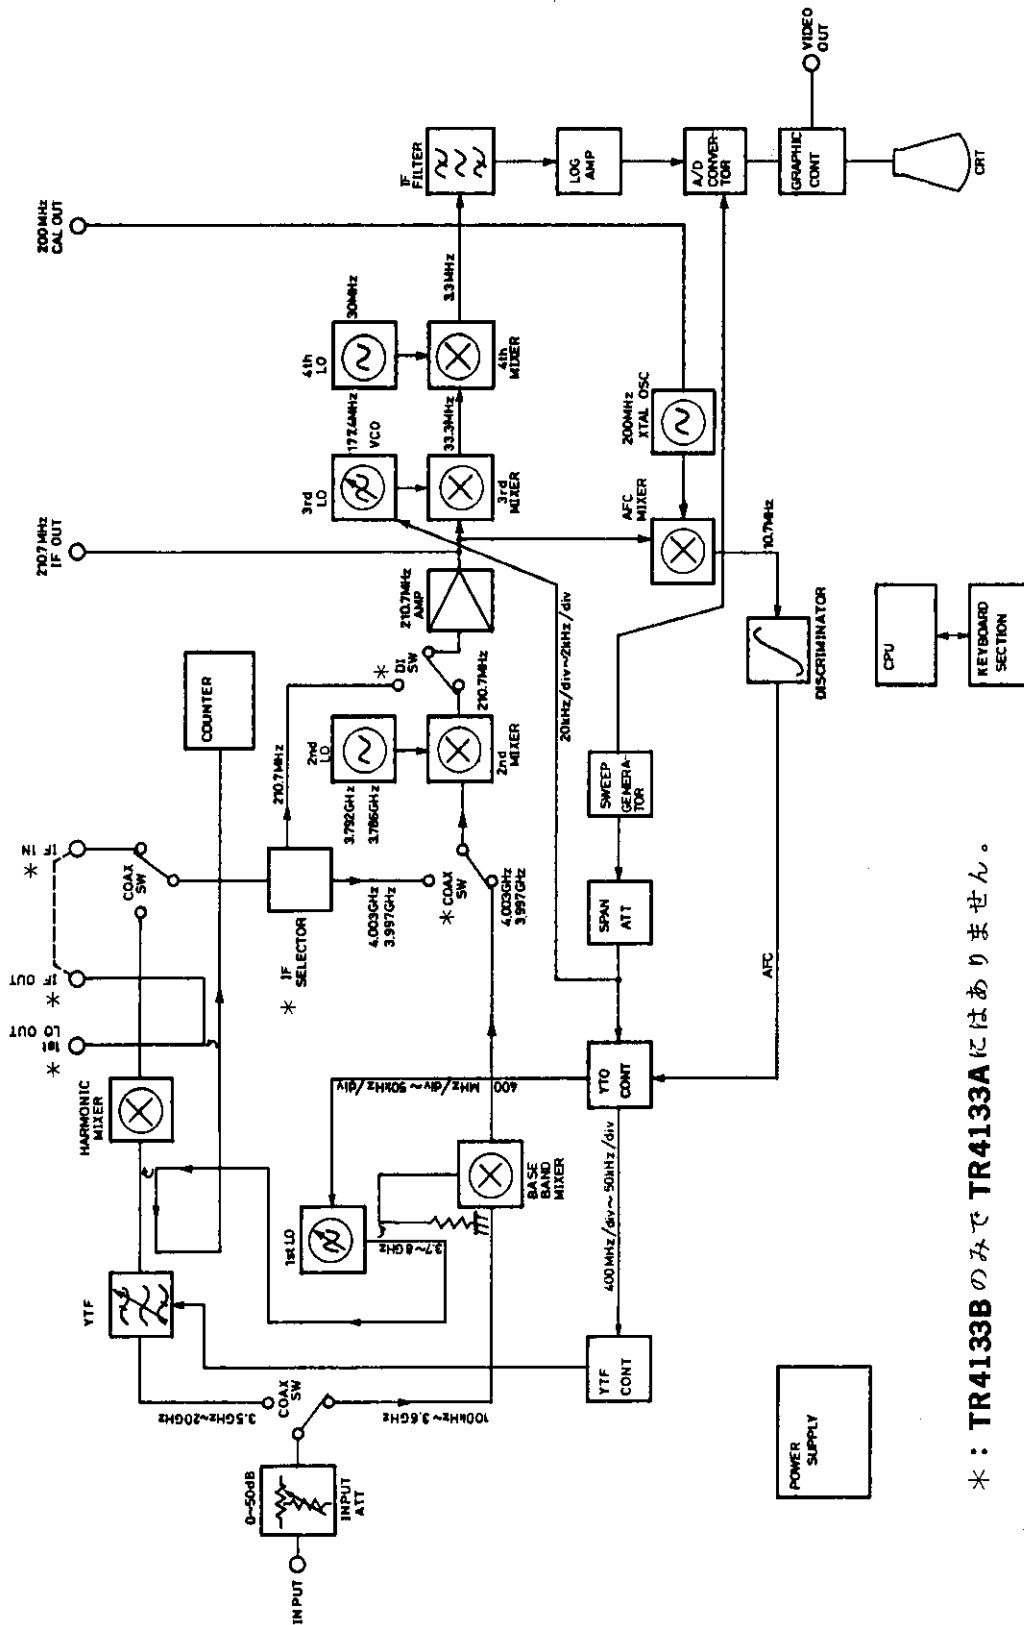 INPUT
0~50dB
INPUT
ATT
COAX
SW
3.5GHz~20GHz
100kHz~3.6GHz
YTF
HARMONIC
MIXER
* 1st
LO OUT
* IF OUT
* IF IN
COAX
SW
COUNTER
* IF
SELECTOR
210.7MHz
4.003GHz
3.997GHz
* COAX
SW
4.003GHz
3.997GHz
1st LO
3.7~8GHz
BASE
BAND
MIXER
2nd
LO
3.792GHz
3.786GHz
2nd
MIXER
* DI
SW
210.7MHz
210.7MHz
AMP
210.7MHz
IF OUT
3rd
LO
177.4MHz
VCO
3rd
MIXER
33.3MHz
4th
LO
30MHz
4th
MIXER
3.3MHz
200MHz
CAL OUT
IF
FILTER
LOG
AMP
A/D
CONVER-
TOR
GRAPHIC
CONT
VIDEO
OUT
CRT
200MHz
XTAL OSC
AFC
MIXER
10.7MHz
DISCRIMINATOR
AFC
20kHz/div~2kHz/div
SWEEP
GENERA-
TOR
SPAN
ATT
YTO
CONT
400 MHz/div~50kHz/div
400MHz/div~50kHz/div
YTF
CONT
POWER
SUPPLY
CPU
KEYBOARD
SECTION
*:TR4133BのみでTR4133Aにはありません。